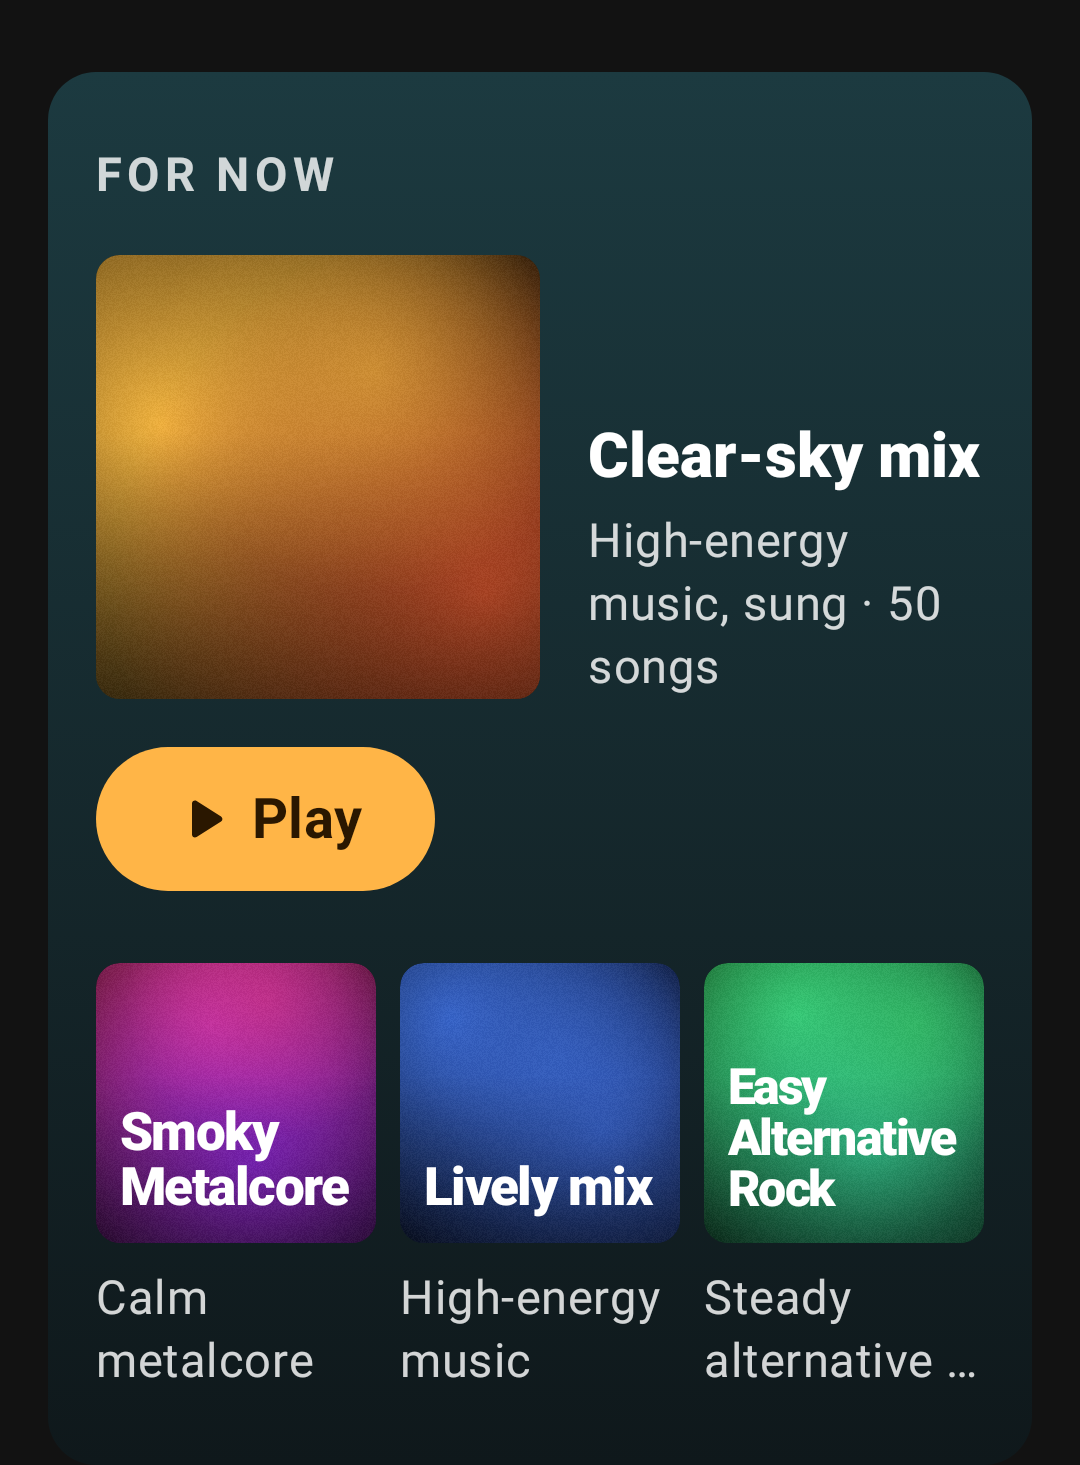 FOR NOW
Clear-sky mix
High-energy
music, sung · 50
songs
Play
Smoky
Metalcore
Lively mix
Easy
Alternative
Rock
Calm
metalcore
High-energy
music
Steady
alternative ...